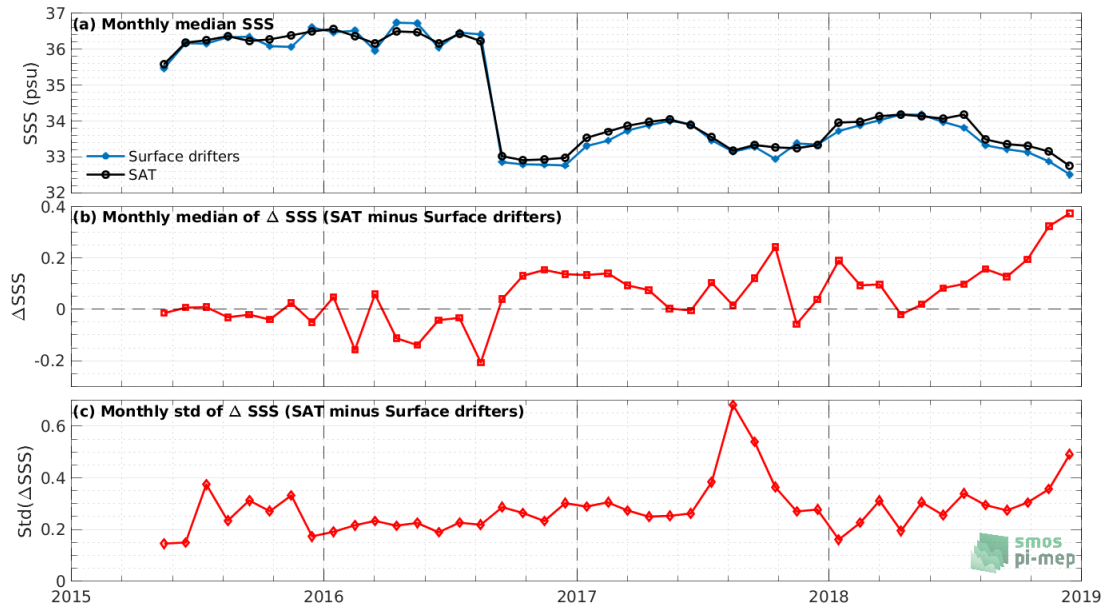 (a) Monthly median SSS
37
36
35
34
33
32
SSS (psu)
Surface drifters
SAT
(b) Monthly median of Δ SSS (SAT minus Surface drifters)
0.4
0.2
0
-0.2
ΔSSS
(c) Monthly std of Δ SSS (SAT minus Surface drifters)
0.6
0.4
0.2
0
Std(ΔSSS)
smos
pi-mep
2015 2016 2017 2018 2019